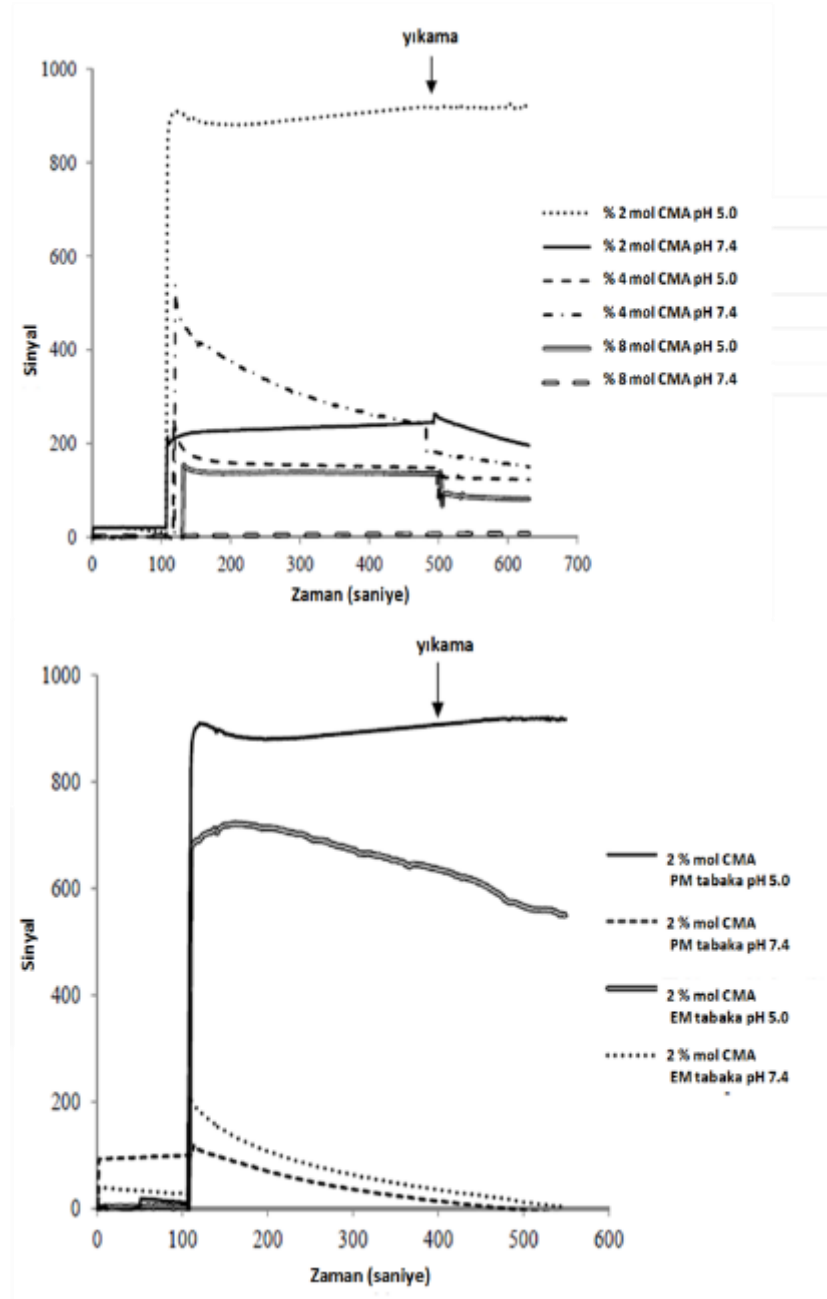 yıkama
1000
800
600
400
200
0
Sinyal
0 100 200 300 400 500 600 700
Zaman (saniye)
% 2 mol CMA pH 5.0
% 2 mol CMA pH 7.4
% 4 mol CMA pH 5.0
% 4 mol CMA pH 7.4
% 8 mol CMA pH 5.0
% 8 mol CMA pH 7.4
yıkama
1000
800
600
400
200
0
Sinyal
0 100 200 300 400 500 600
Zaman (saniye)
2 % mol CMA
PM tabaka pH 5.0
2 % mol CMA
PM tabaka pH 7.4
2 % mol CMA
EM tabaka pH 5.0
2 % mol CMA
EM tabaka pH 7.4